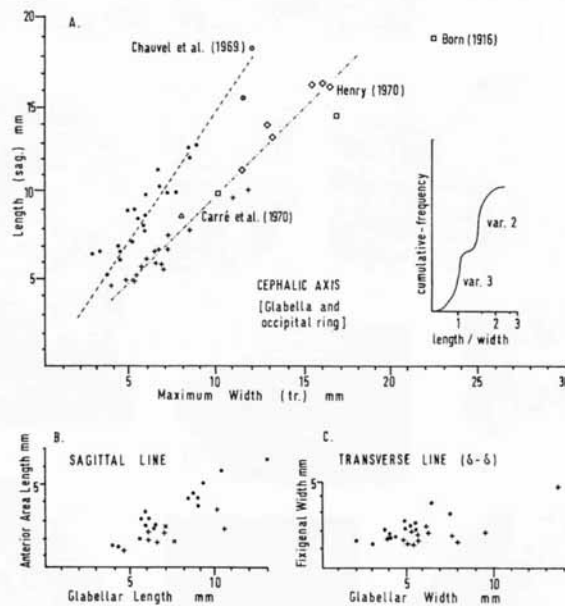 A.
20
15
10
5
Length (sag.) mm
Chauvel et al. (1969)
Born (1916)
Henry (1970)
Carré et al. (1970)
CEPHALIC AXIS
[Glabella and
occipital ring]
cumulative-frequency
var. 2
var. 3
1 2 3
length / width
5 10 15 20 25 30
Maximum Width (tr.) mm
B.
SAGITTAL LINE
Anterior Area Length mm
5
5 10
Glabellar Length mm
C.
TRANSVERSE LINE (δ-δ)
Fixigenal Width mm
5
5 10
Glabellar Width mm